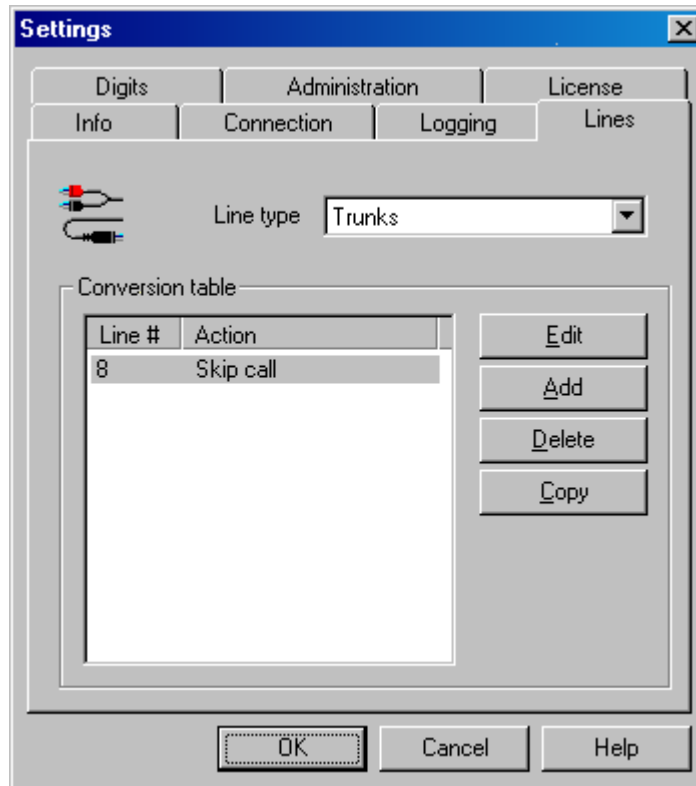 Settings
Digits Administration License
Info Connection Logging Lines
Line type Trunks
Conversion table
Line # Action
8 Skip call
Edit
Add
Delete
Copy
OK Cancel Help